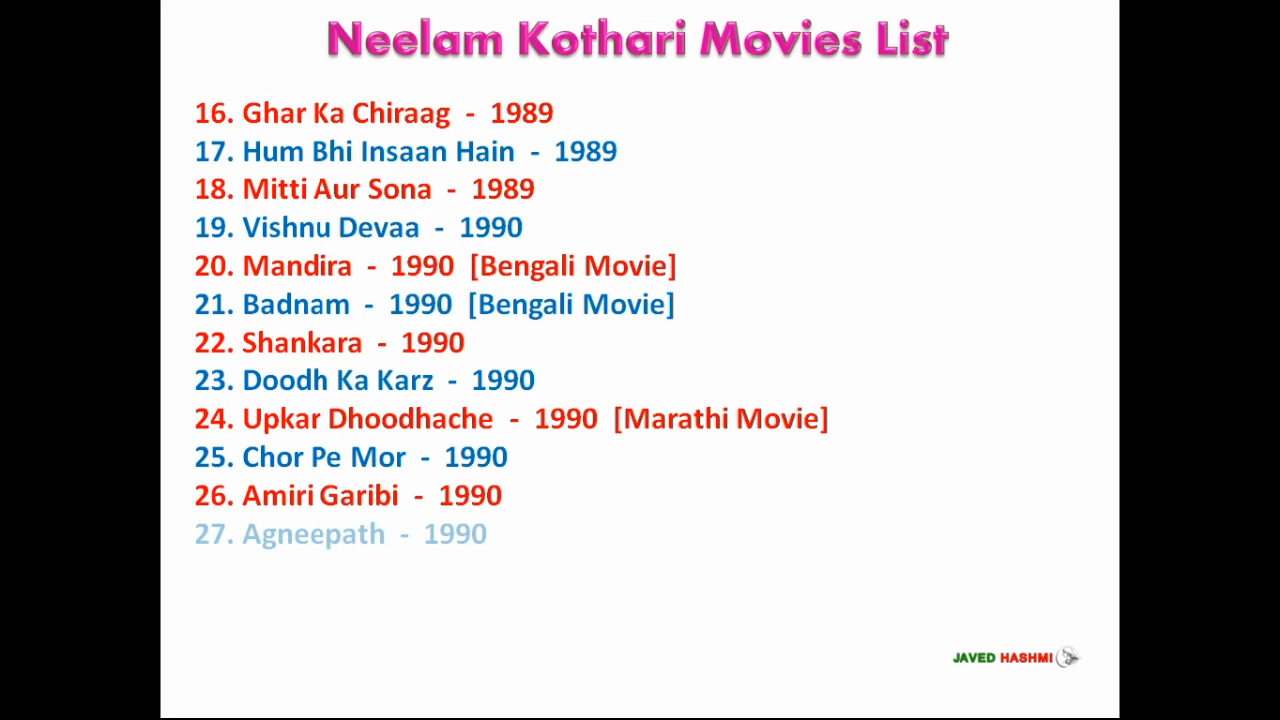 Neelam Kothari Movies List
16. Ghar Ka Chiraag - 1989
17. Hum Bhi Insaan Hain - 1989
18. Mitti Aur Sona - 1989
19. Vishnu Devaa - 1990
20. Mandira - 1990 [Bengali Movie]
21. Badnam - 1990 [Bengali Movie]
22. Shankara - 1990
23. Doodh Ka Karz - 1990
24. Upkar Dhoodhache - 1990 [Marathi Movie]
25. Chor Pe Mor - 1990
26. Amiri Garibi - 1990
27. Agneepath - 1990
JAVED HASHMI